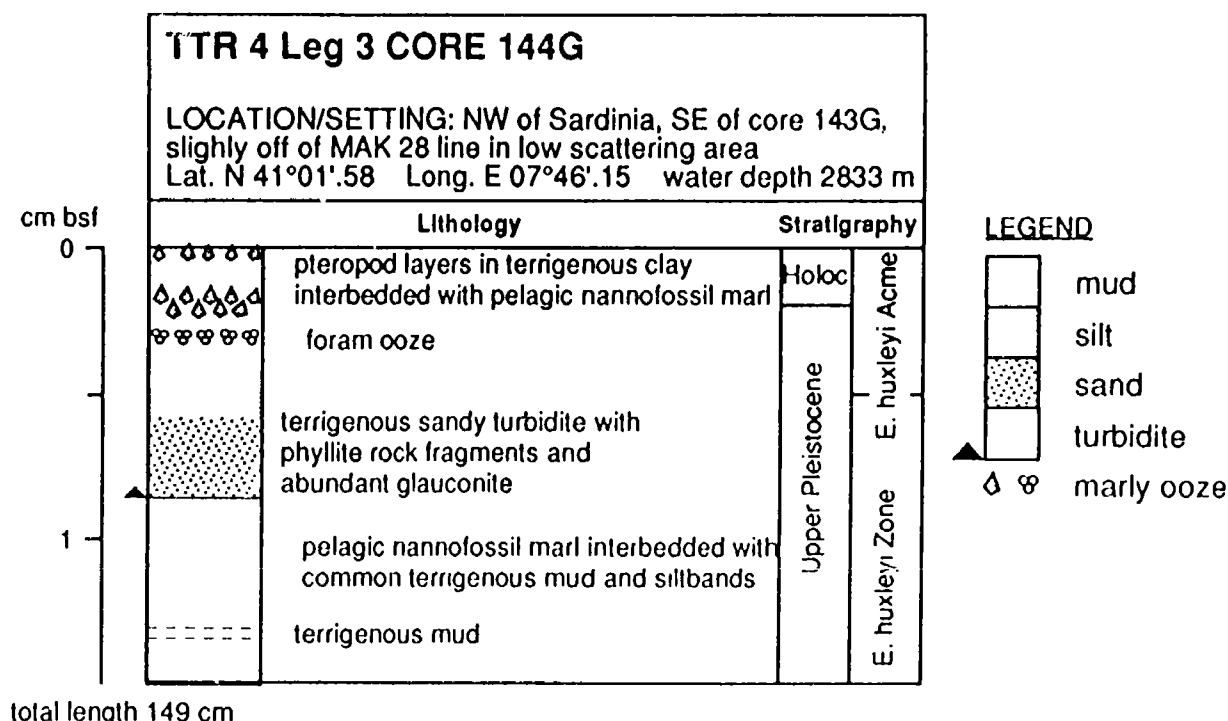 TTR 4 Leg 3 CORE 144G
LOCATION/SETTING: NW of Sardinia, SE of core 143G,
slighly off of MAK 28 line in low scattering area
Lat. N 41°01'.58 Long. E 07°46'.15 water depth 2833 m
cm bsf
Lithology
Stratigraphy
0
pteropod layers in terrigenous clay
interbedded with pelagic nannofossil marl
foram ooze
terrigenous sandy turbidite with
phyllite rock fragments and
abundant glauconite
1
pelagic nannofossil marl interbedded with
common terrigenous mud and siltbands
terrigenous mud
Holoc
Upper Pleistocene
E. huxleyi Acme
E. huxleyi Zone
total length 149 cm
LEGEND
mud
silt
sand
turbidite
marly ooze